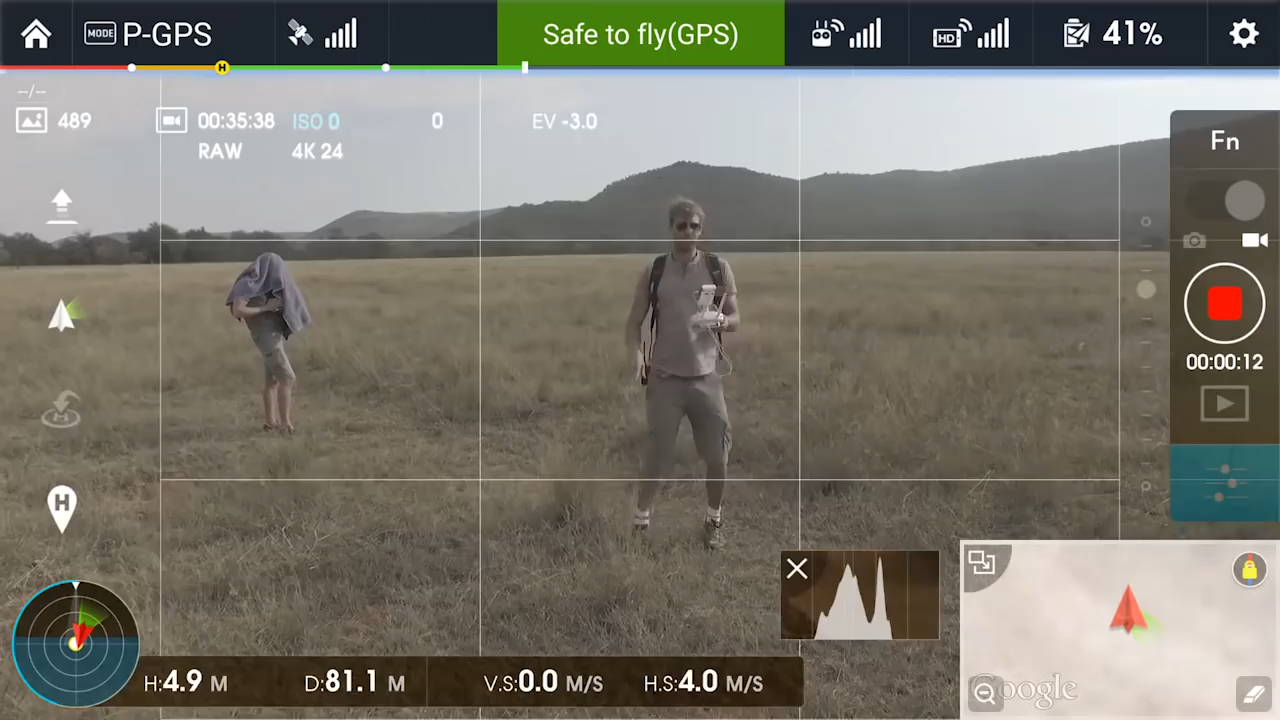 MODE P-GPS
Safe to fly(GPS)
HD
41%
H
--/--
489
00:35:38 ISO 0 0 EV -3.0
RAW 4K 24
Fn
00:00:12
H
H
H:4.9 M D:81.1 M V.S:0.0 M/S H.S:4.0 M/S
Google